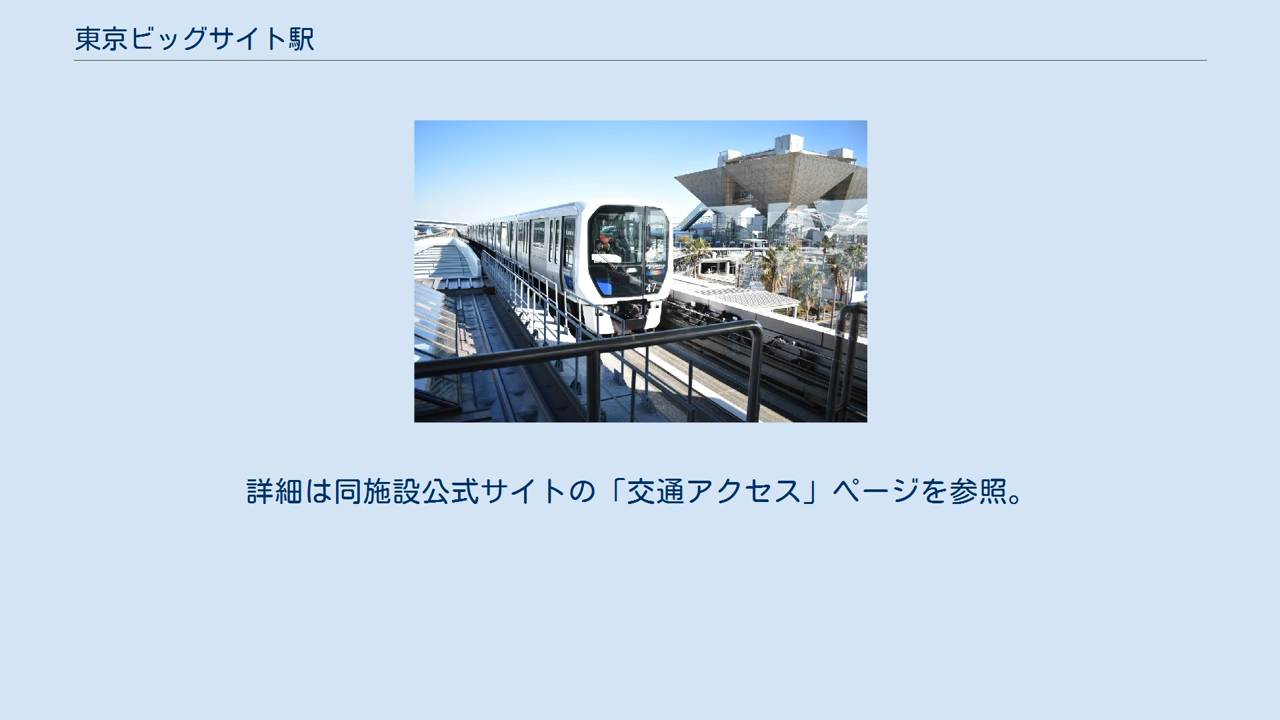 東京ビッグサイト駅
47
詳細は同施設公式サイトの「交通アクセス」ページを参照。